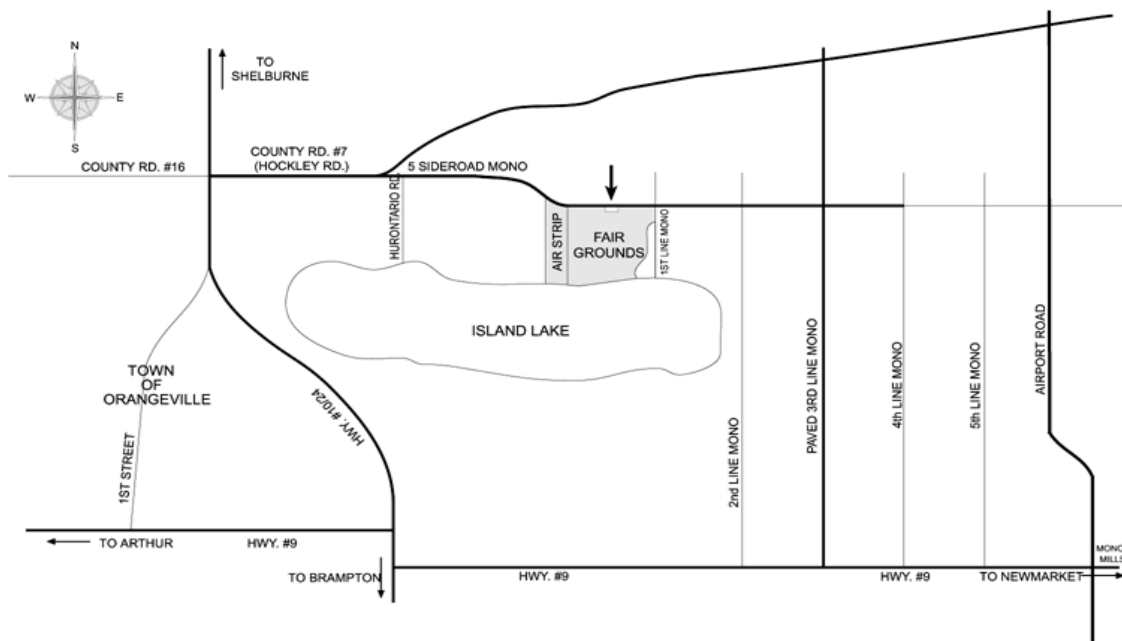 N
W
E
S
TO
SHELBURNE
COUNTY RD. #16
COUNTY RD. #7
(HOCKLEY RD.)
5 SIDEROAD MONO
HURONTARIO RD.
AIR STRIP
FAIR
GROUNDS
1ST LINE MONO
ISLAND LAKE
TOWN
OF
ORANGEVILLE
1ST STREET
HWY. #10/24
2nd LINE MONO
PAVED 3RD LINE MONO
4th LINE MONO
5th LINE MONO
AIRPORT ROAD
TO ARTHUR
HWY. #9
TO BRAMPTON
HWY. #9
HWY. #9
TO NEWMARKET
MONO
MILLS